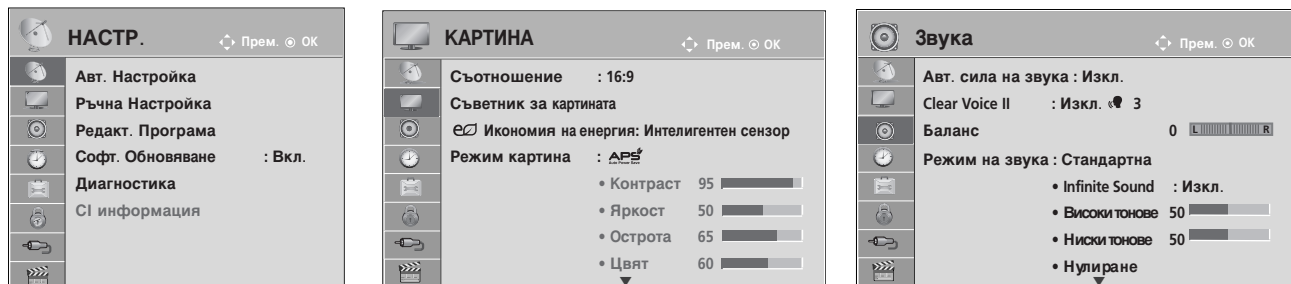 НАСТР. Прем. OK
Авт. Настройка
Ръчна Настройка
Редакт. Програма
Софт. Обновяване : Вкл.
Диагностика
CI информация
КАРТИНА Прем. OK
Съотношение : 16:9
Съветник за картината
Икономия на енергия: Интелигентен сензор
Режим картина : APS
• Контраст 95
• Яркост 50
• Острота 65
• Цвят 60
Звука Прем. OK
Авт. сила на звука : Изкл.
Clear Voice II : Изкл. 3
Баланс 0 L R
Режим на звука : Стандартна
• Infinite Sound : Изкл.
• Високи тонове 50
• Ниски тонове 50
• Нулиране